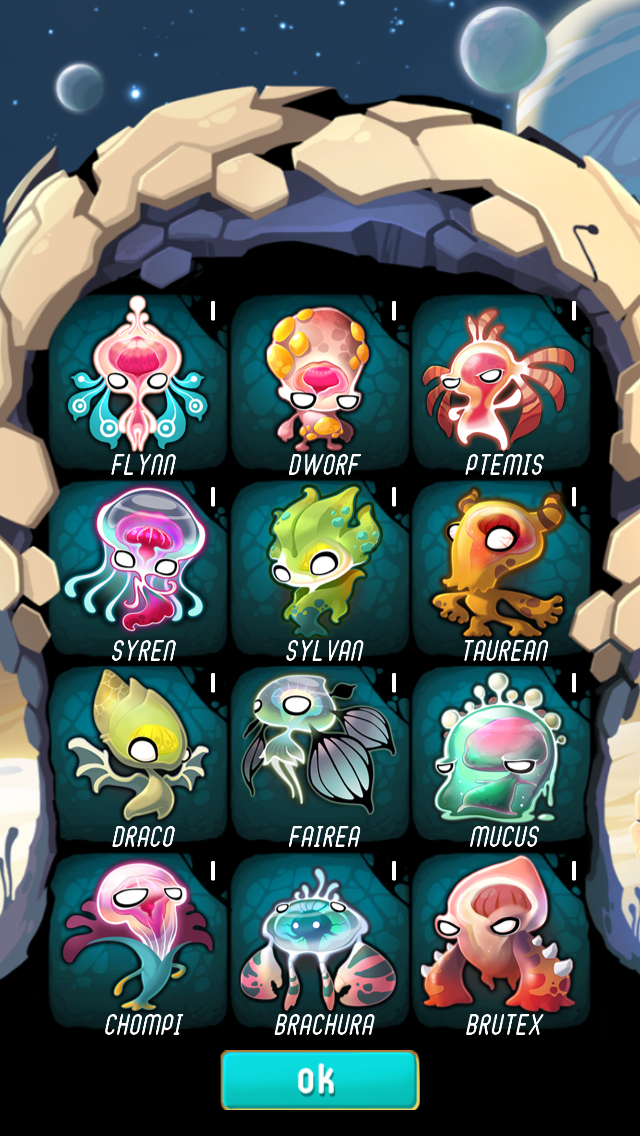 I I I
FLYNN DWORF PTEMIS
I I I
SYREN SYLVAN TAUREAN
I I I
DRACO FAIREA MUCUS
I I I
CHOMPI BRACHURA BRUTEX
ok